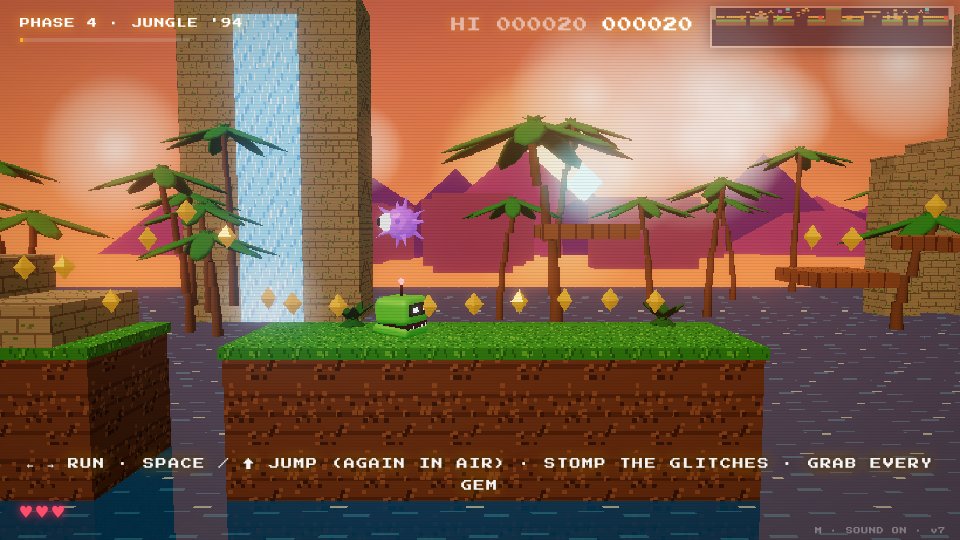 PHASE 4 · JUNGLE '94
HI 000020 000020
← → RUN · SPACE / ↑ JUMP (AGAIN IN AIR) · STOMP THE GLITCHES · GRAB EVERY
GEM
M · SOUND ON · v7